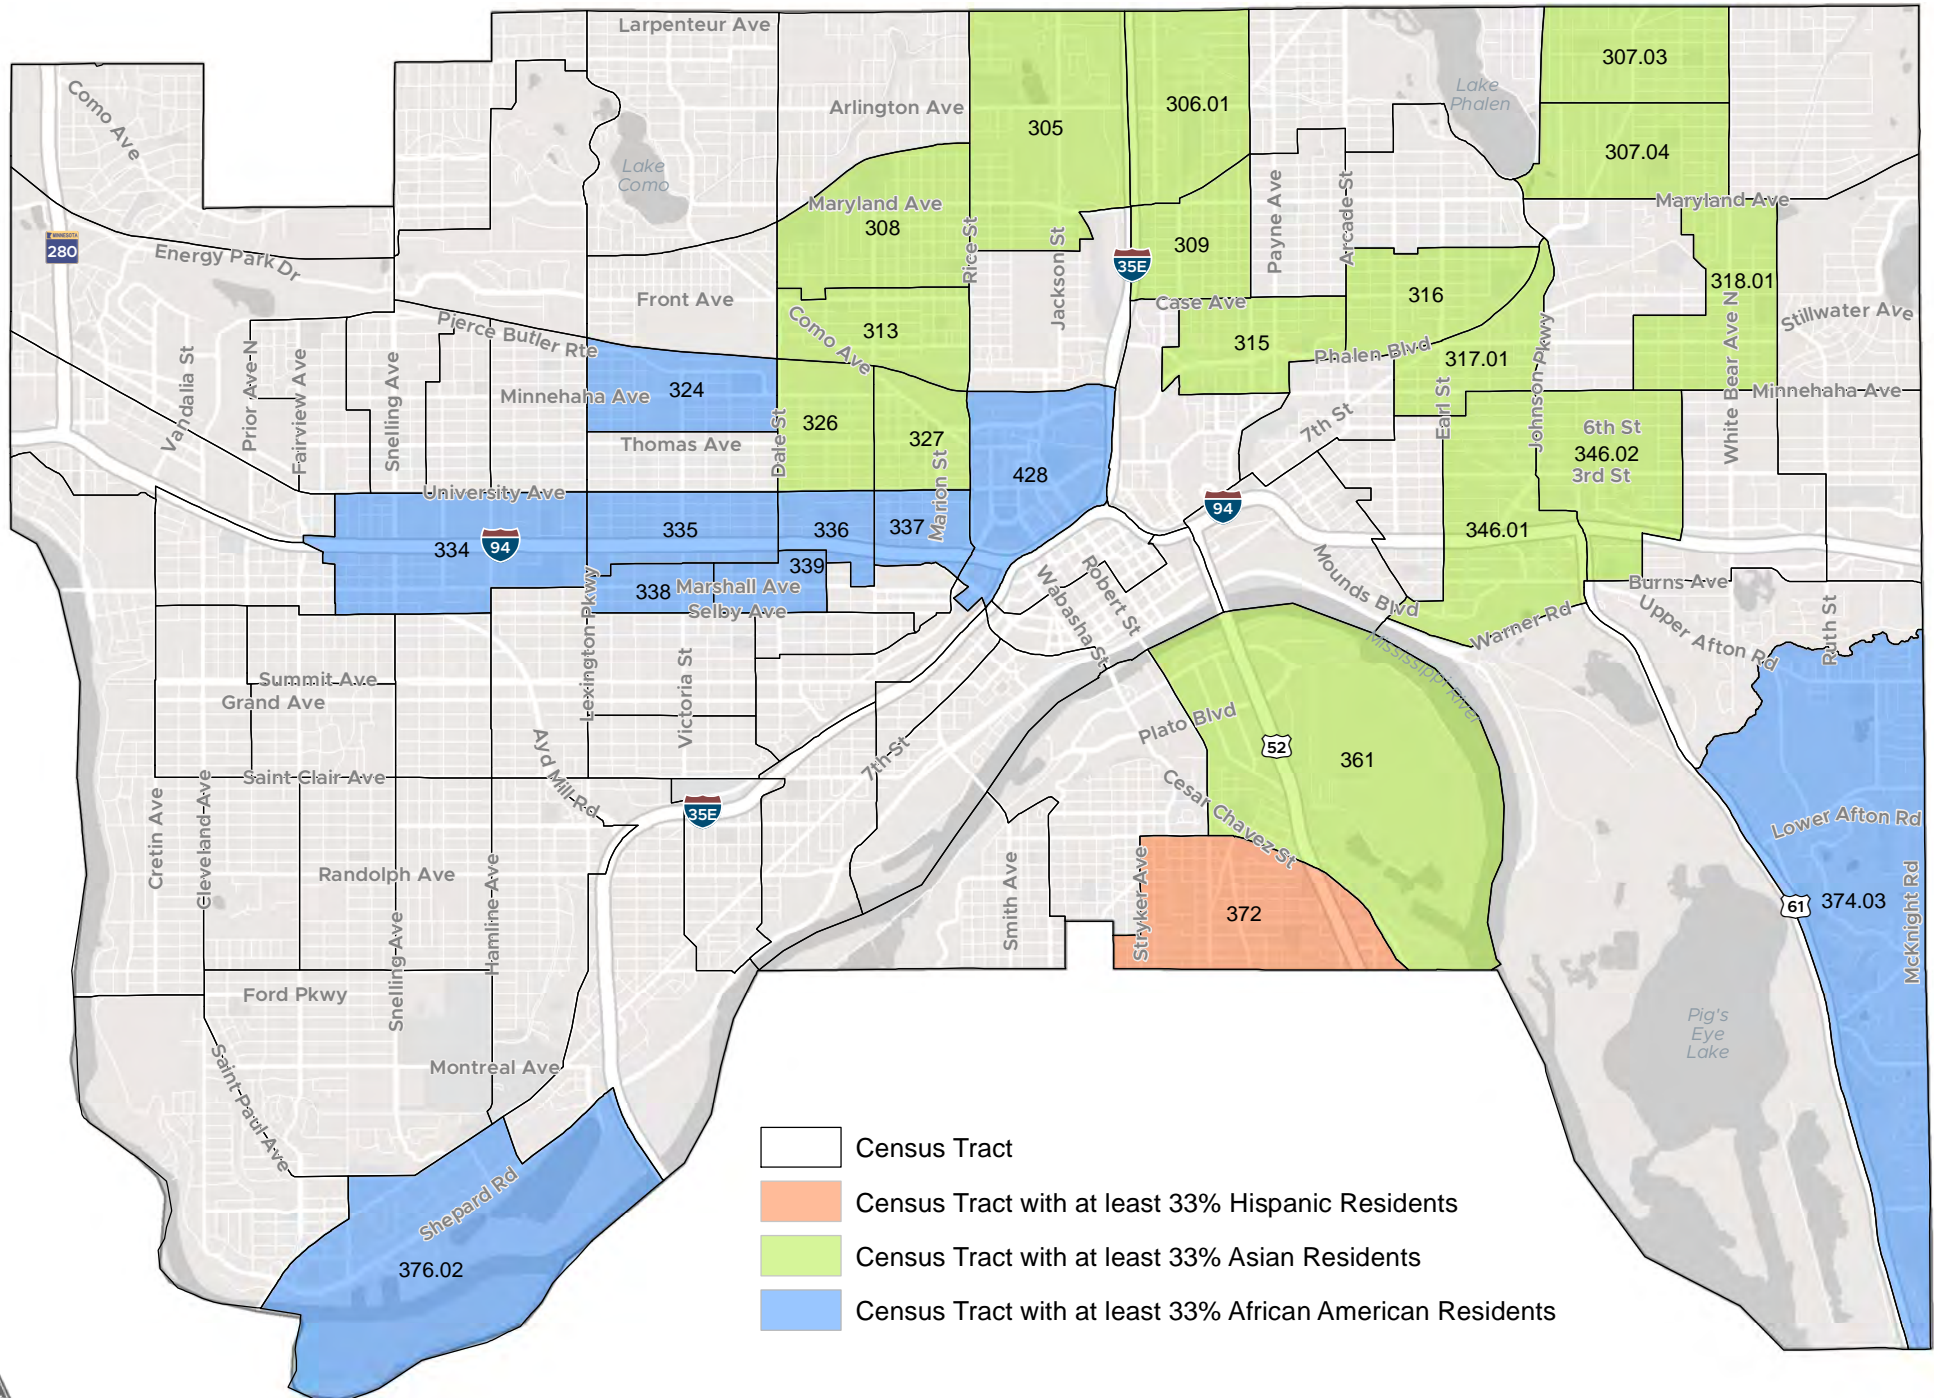 Larpenteur Ave
307.03
Como Ave
Lake
Phalen
Arlington Ave
306.01
305
307.04
Lake
Como
Maryland Ave
Maryland Ave
308
Payne Ave
Arcade St
Rice St
Jackson St
309
MINNESOTA
280
Energy Park Dr
35E
318.01
Front Ave
Case Ave
316
Pierce Butler Rte
Como Ave
313
Stillwater Ave
Vandalia St
Prior Ave N
Fairview Ave
Snelling Ave
315
Phalen Blvd
317.01
Johnson Pkwy
White Bear Ave N
324
Minnehaha Ave
Minnehaha Ave
Earl St
326
Dale St
7th St
6th St
327
Thomas Ave
346.02
3rd St
Marion St
428
University Ave
94
334
94
335
336
337
346.01
339
Mounds Blvd
Burns Ave
338
Marshall Ave
Selby Ave
Lexington Pkwy
Wabasha St
Robert St
Warner Rd
Upper Afton Rd
Ruth St
Mississippi River
Summit Ave
Grand Ave
Victoria St
Plato Blvd
52
361
Ayd Mill Rd
7th St
Saint Clair Ave
Cesar Chavez St
35E
Lower Afton Rd
Cretin Ave
Cleveland Ave
Randolph Ave
Hamline Ave
Smith Ave
Stryker Ave
372
61
374.03
McKnight Rd
Snelling Ave
Ford Pkwy
Pig's
Eye
Lake
Saint Paul Ave
Montreal Ave
Shepard Rd
376.02
Census Tract
Census Tract with at least 33% Hispanic Residents
Census Tract with at least 33% Asian Residents
Census Tract with at least 33% African American Residents